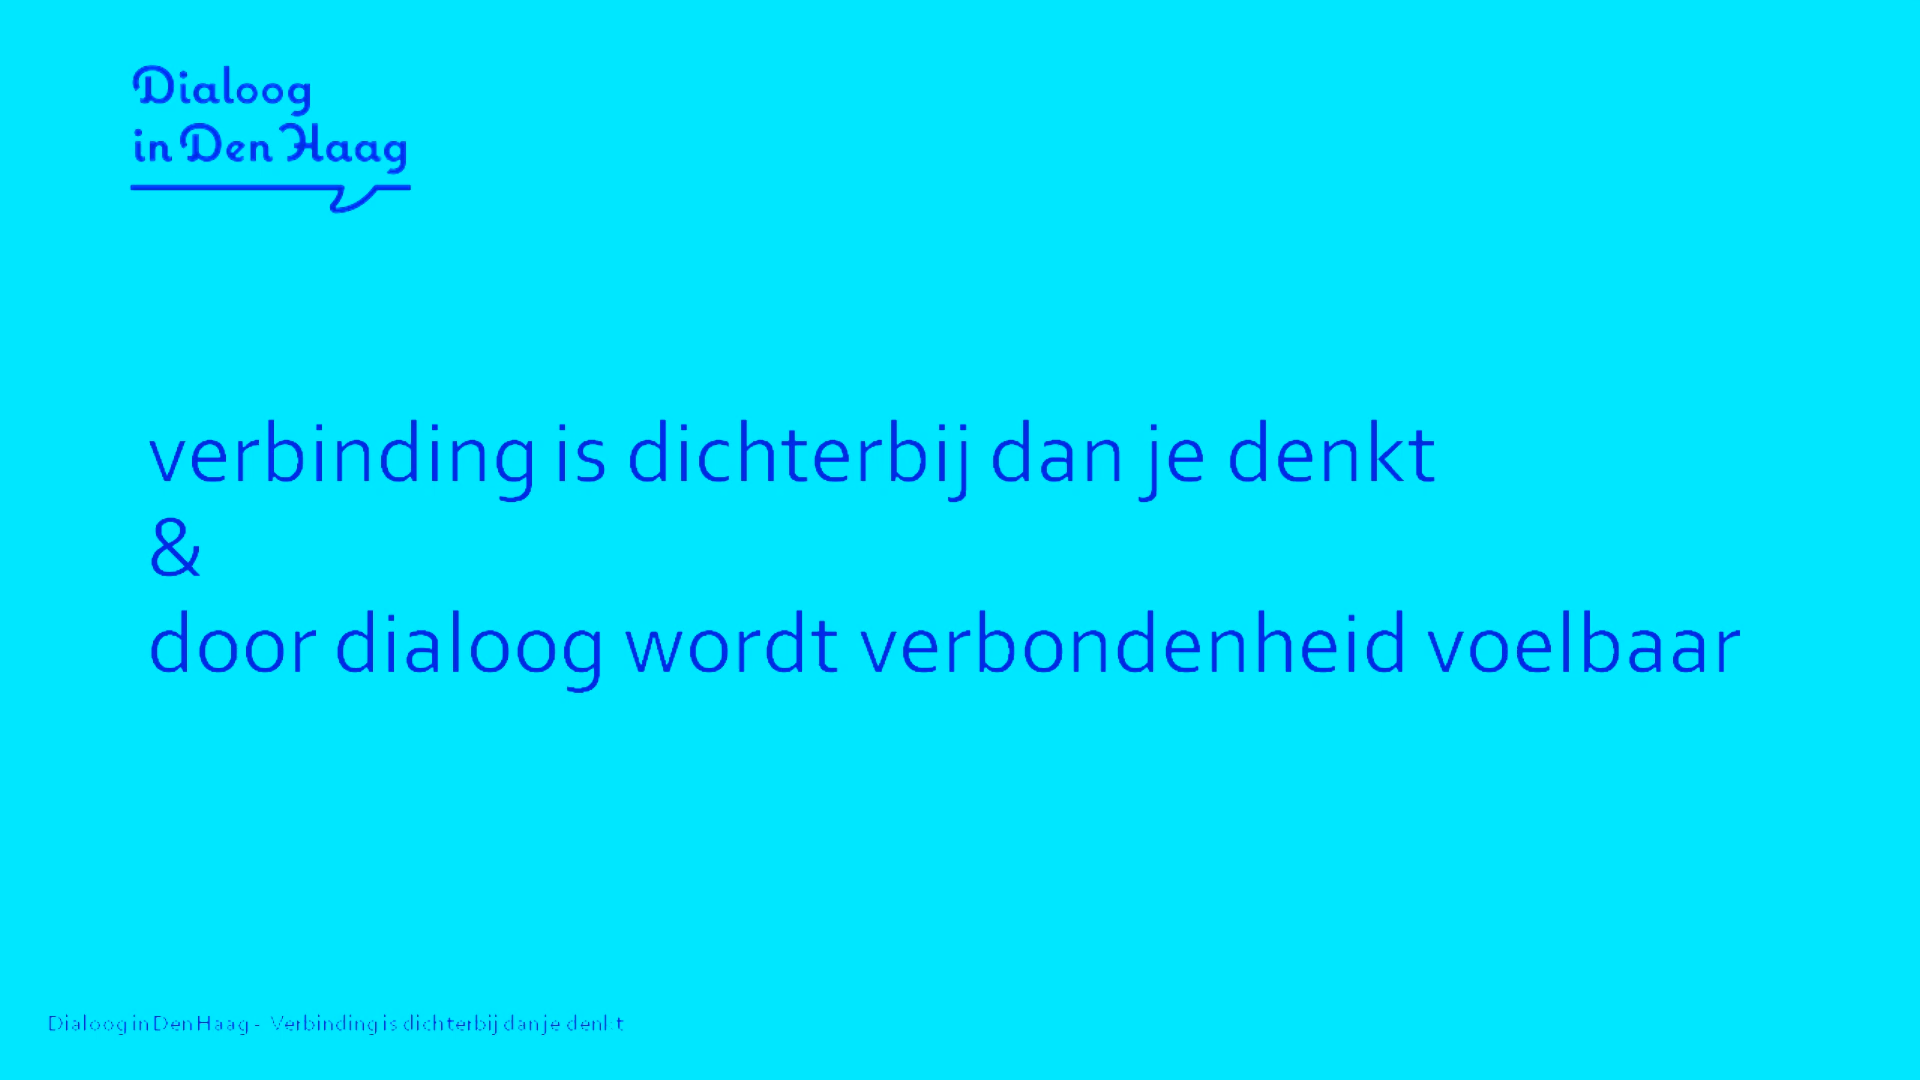 Dialoog
in Den Haag
verbinding is dichterbij dan je denkt
&
door dialoog wordt verbondenheid voelbaar
Dialoog in Den Haag - Verbinding is dichterbij dan je denkt